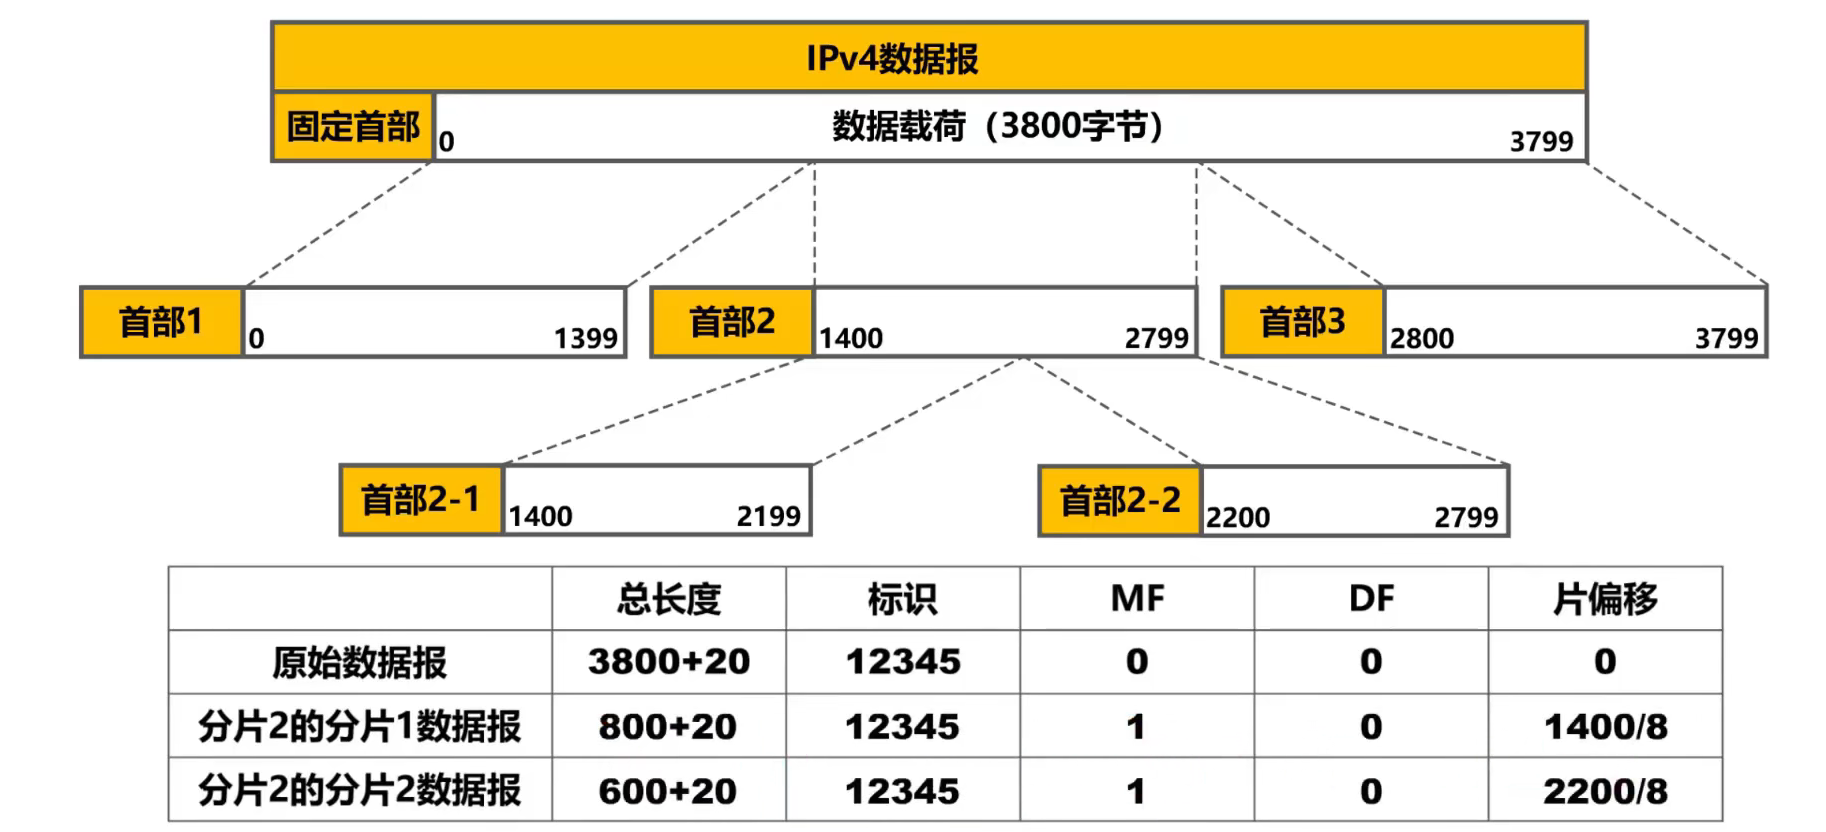 IPv4数据报
固定首部 0 数据载荷（3800字节） 3799
首部1 0 1399 首部2 1400 2799 首部3 2800 3799
首部2-1 1400 2199 首部2-2 2200 2799
总长度 标识 MF DF 片偏移
原始数据报 3800+20 12345 0 0 0
分片2的分片1数据报 800+20 12345 1 0 1400/8
分片2的分片2数据报 600+20 12345 1 0 2200/8